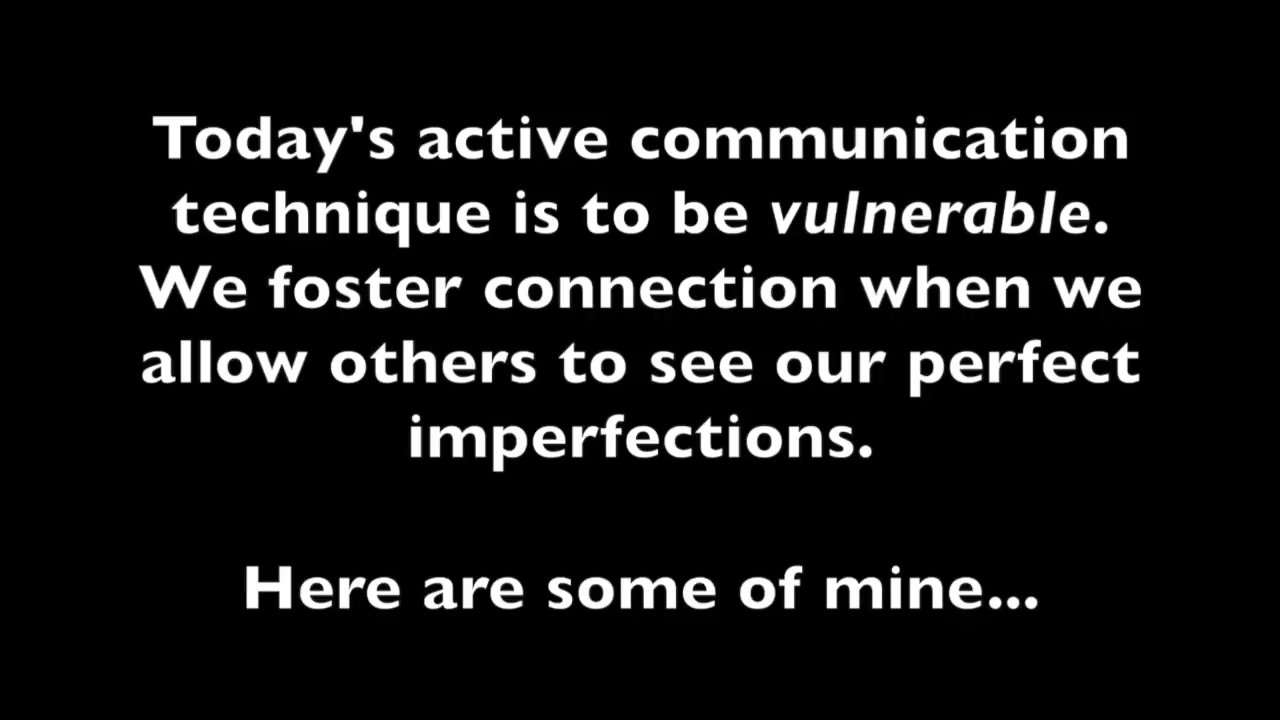 Today's active communication
technique is to be vulnerable.
We foster connection when we
allow others to see our perfect
imperfections.
Here are some of mine...